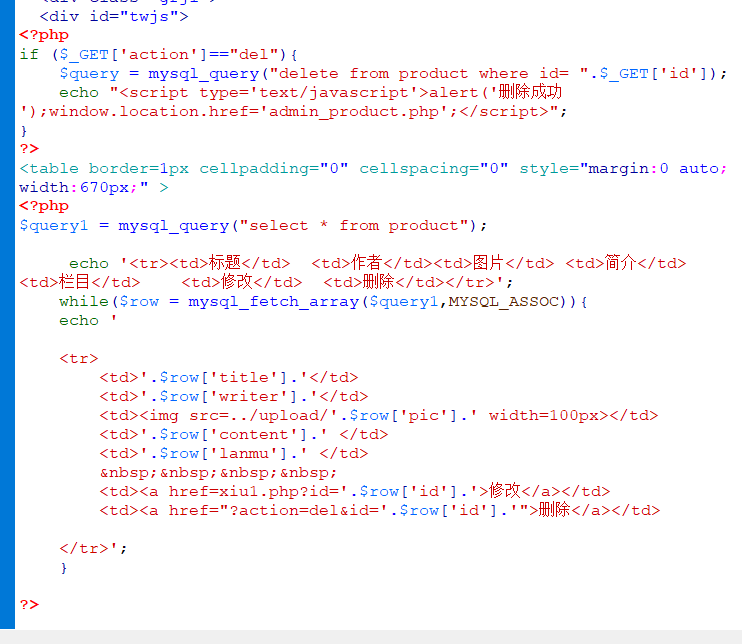 <div id="twjs">
<?php
if ($_GET['action']=="del"){
    $query = mysql_query("delete from product where id= ".$_GET['id']);
    echo "<script type='text/javascript'>alert('删除成功
');window.location.href='admin_product.php';</script>";
}
?>
<table border=1px cellpadding="0" cellspacing="0" style="margin:0 auto;
width:670px;" >
<?php
$query1 = mysql_query("select * from product");
     echo '<tr><td>标题</td>  <td>作者</td><td>图片</td> <td>简介</td>
<td>栏目</td>    <td>修改</td>  <td>删除</td></tr>';
    while($row = mysql_fetch_array($query1,MYSQL_ASSOC)){
    echo '
    <tr>
        <td>'.$row['title'].'</td>
        <td>'.$row['writer'].'</td>
        <td><img src=../upload/'.$row['pic'].' width=100px></td>
        <td>'.$row['content'].' </td>
        <td>'.$row['lanmu'].' </td>
        &nbsp;&nbsp;&nbsp;&nbsp;
        <td><a href=xiu1.php?id='.$row['id'].'>修改</a></td>
        <td><a href="?action=del&id='.$row['id'].'">删除</a></td>
    </tr>';
    }
?>